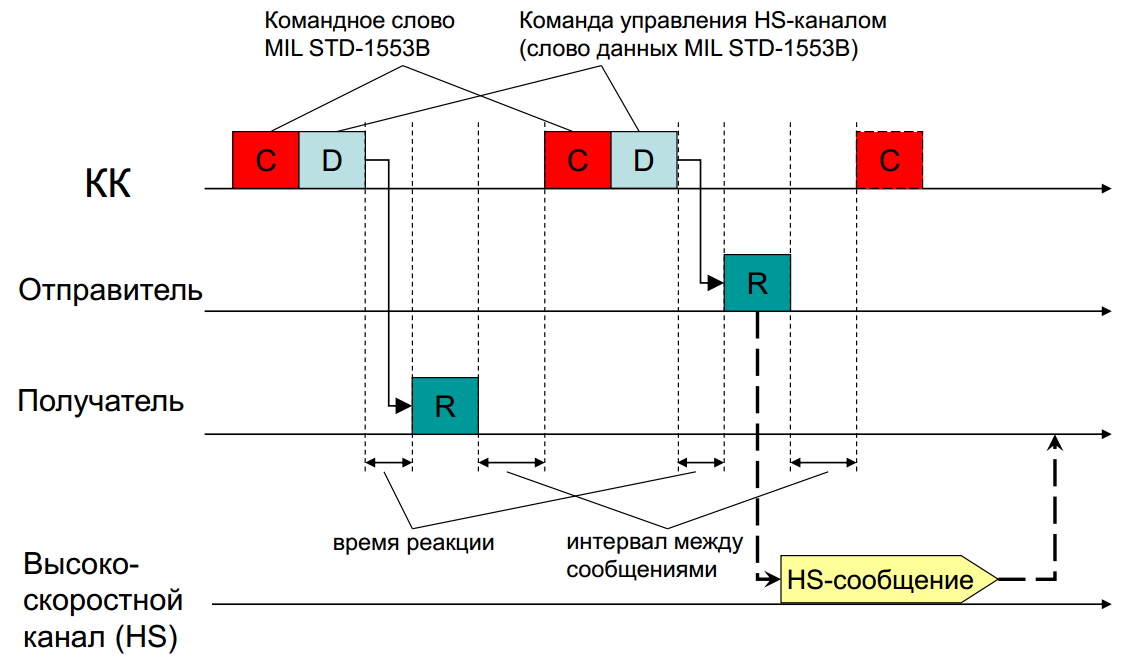 Командное слово
MIL STD-1553B
Команда управления HS-каналом
(слово данных MIL STD-1553B)
C
D
C
D
C
КК
Отправитель
R
Получатель
R
время реакции
интервал между
сообщениями
Высоко-
скоростной
канал (HS)
HS-сообщение